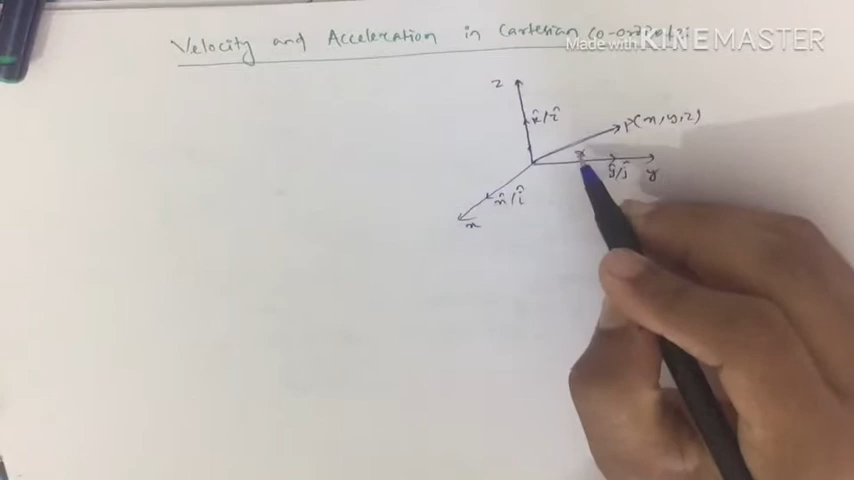 Velocity and Acceleration in Cartesian co-ordinates
Made with KINEMASTER
z
P(x, y, z)
ŷ/ĵ
y
x̂/î
x